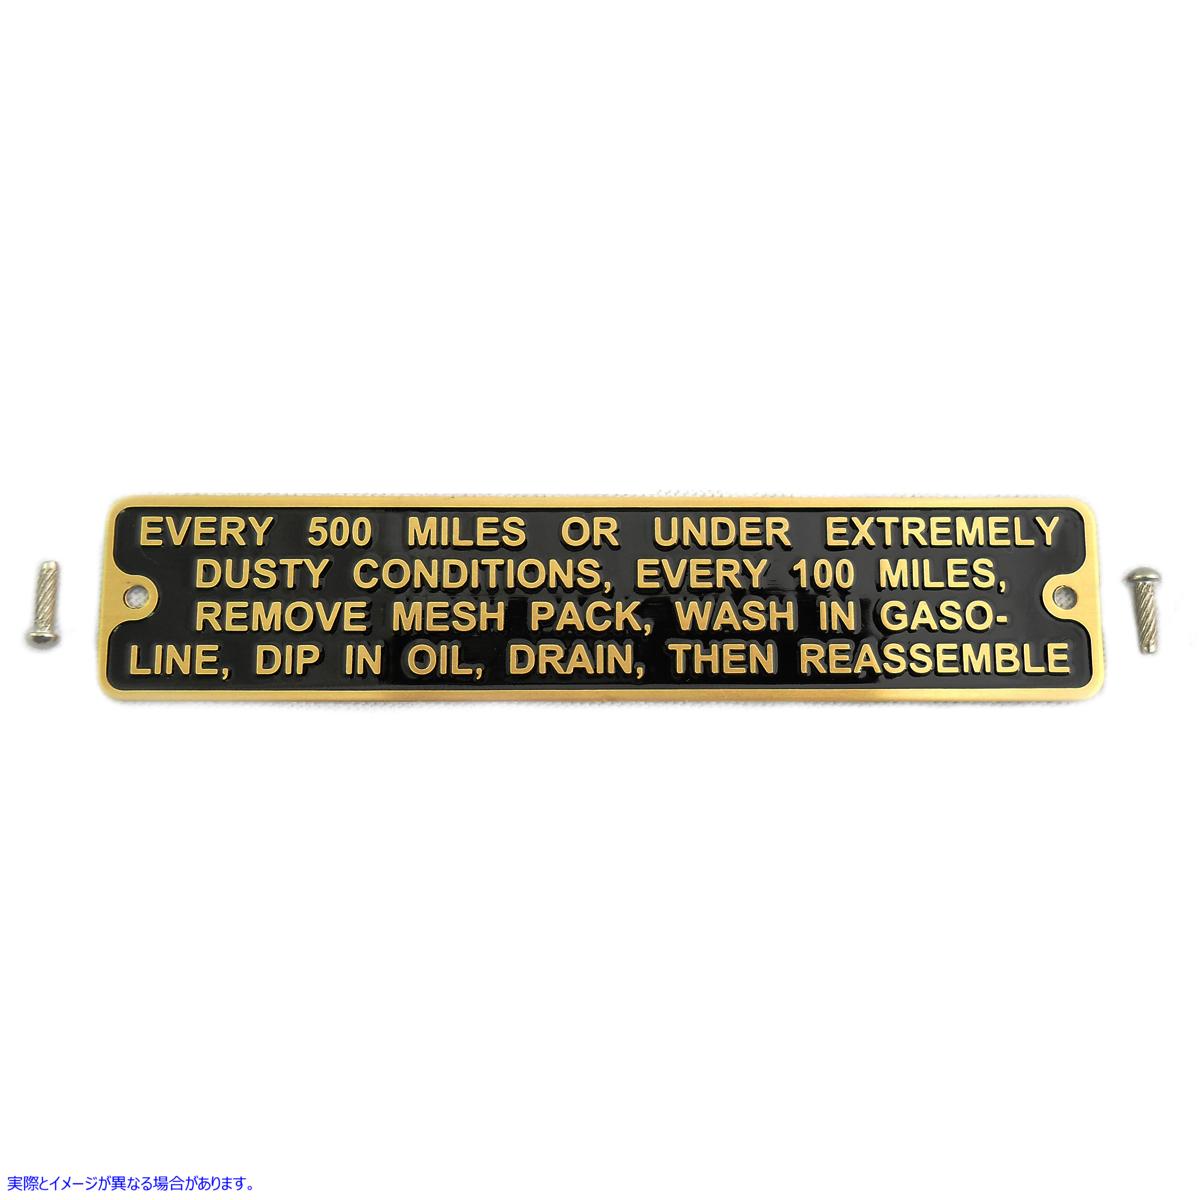 EVERY 500 MILES OR UNDER EXTREMELY
DUSTY CONDITIONS, EVERY 100 MILES,
REMOVE MESH PACK, WASH IN GASO-
LINE, DIP IN OIL, DRAIN, THEN REASSEMBLE
実際とイメージが異なる場合があります。